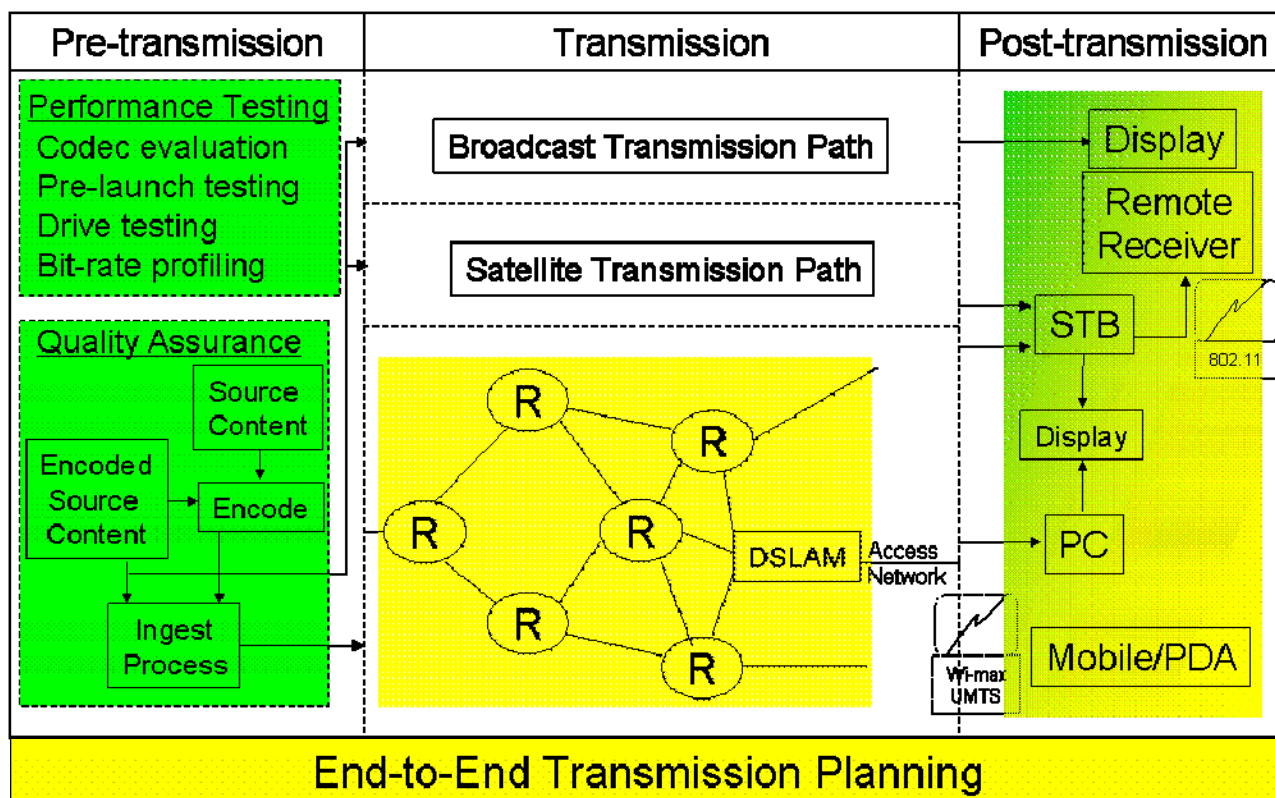 Pre-transmission
Transmission
Post-transmission
Performance Testing
Codec evaluation
Pre-launch testing
Drive testing
Bit-rate profiling
Quality Assurance
Source
Content
Encoded
Source
Content
Encode
Ingest
Process
Broadcast Transmission Path
Satellite Transmission Path
R
R
R
R
R
R
DSLAM
Access
Network
Wi-max
UMTS
Display
Remote
Receiver
STB
802.11
Display
PC
Mobile/PDA
End-to-End Transmission Planning